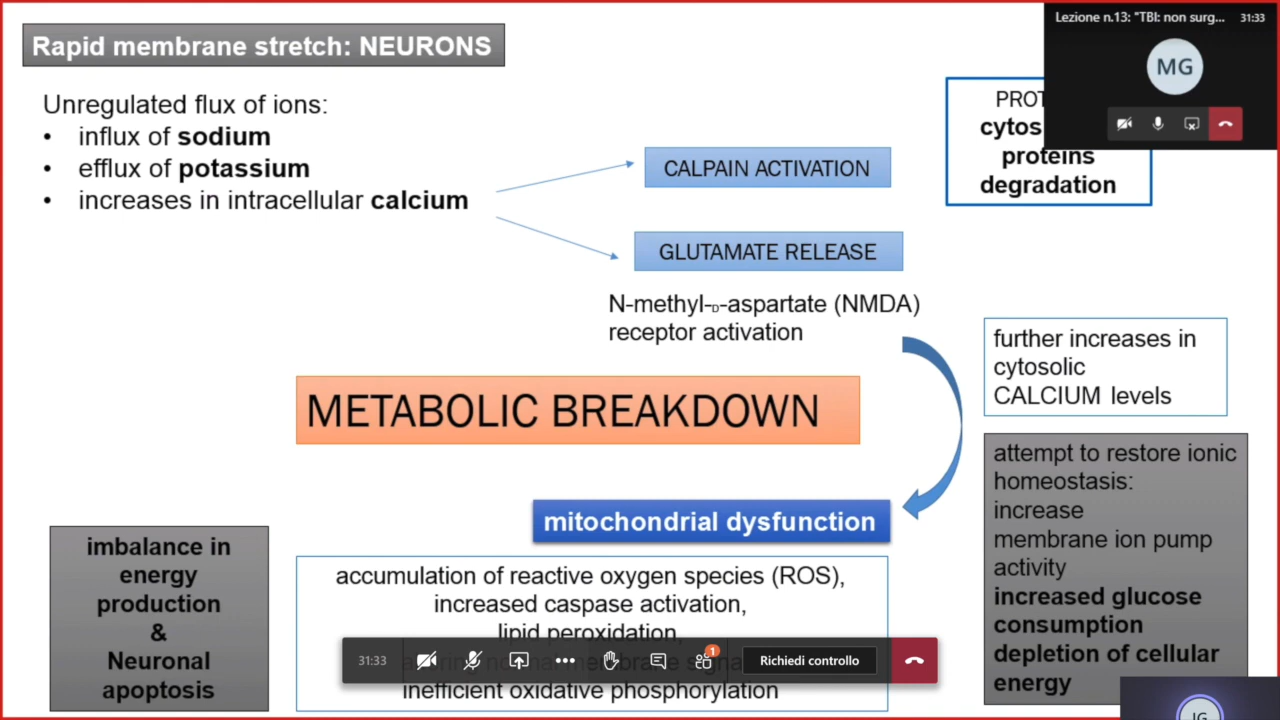 Rapid membrane stretch: NEURONS
Unregulated flux of ions:
• influx of sodium
• efflux of potassium
• increases in intracellular calcium
CALPAIN ACTIVATION
GLUTAMATE RELEASE
N-methyl-D-aspartate (NMDA)
receptor activation
proteins
degradation
further increases in
cytosolic
CALCIUM levels
METABOLIC BREAKDOWN
attempt to restore ionic
homeostasis:
increase
membrane ion pump
activity
increased glucose
consumption
depletion of cellular
energy
mitochondrial dysfunction
accumulation of reactive oxygen species (ROS),
increased caspase activation,
lipid peroxidation,
inefficient oxidative phosphorylation
imbalance in
energy
production
&
Neuronal
apoptosis
Lezione n.13: "TBI: non surg... 31:33
MG
31:33
1
Richiedi controllo